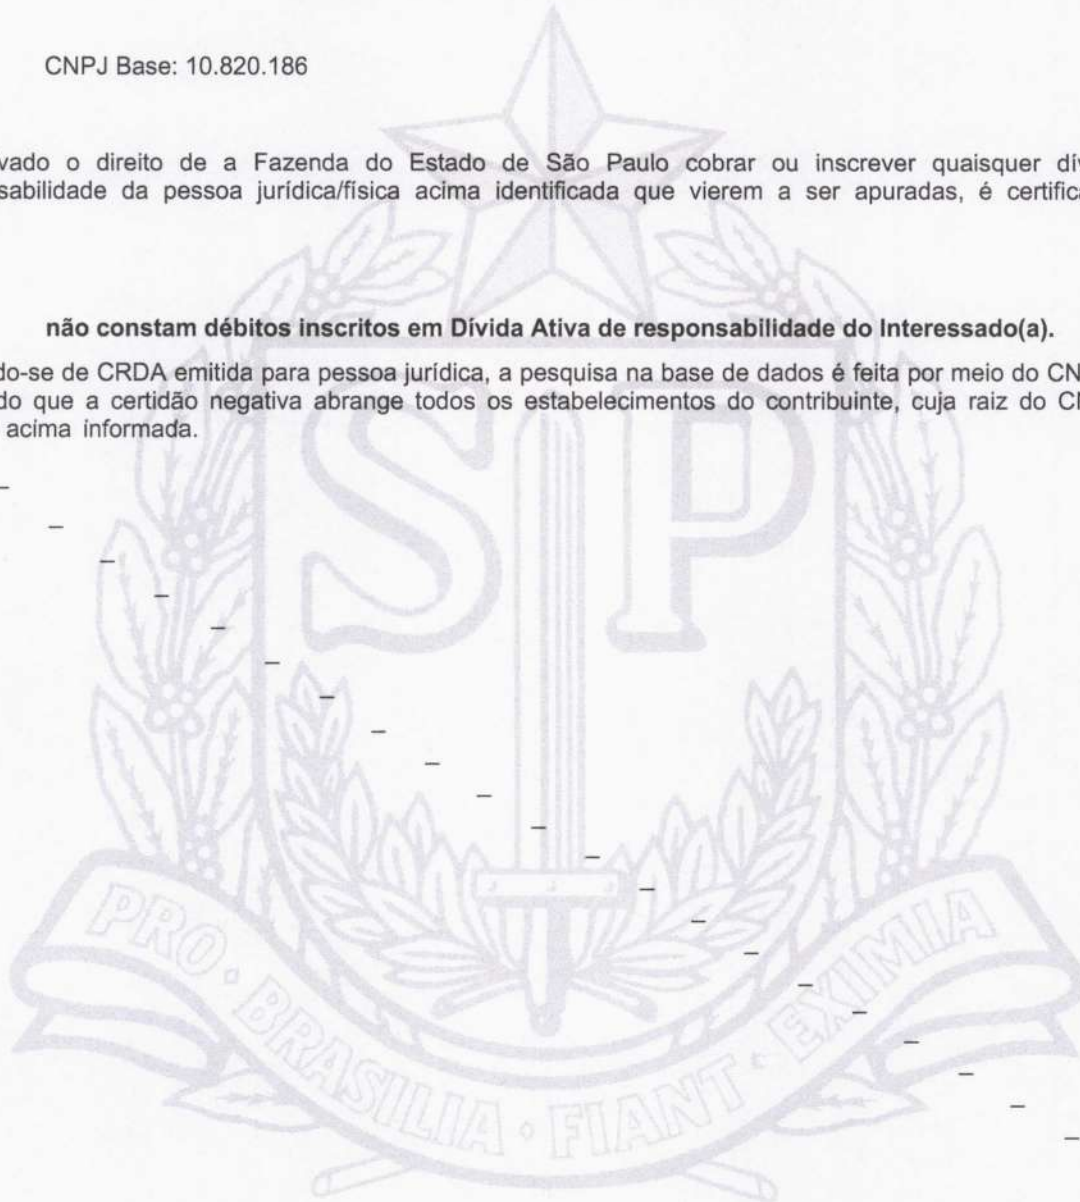 CNPJ Base: 10.820.186
vado o direito de a Fazenda do Estado de São Paulo cobrar ou inscrever quaisquer dív
sabilidade da pessoa jurídica/física acima identificada que vierem a ser apuradas, é certifica
não constam débitos inscritos em Dívida Ativa de responsabilidade do Interessado(a).
do-se de CRDA emitida para pessoa jurídica, a pesquisa na base de dados é feita por meio do CN
do que a certidão negativa abrange todos os estabelecimentos do contribuinte, cuja raiz do
acima informada.
SP
PRO · BRASILIA · FIANT · EXIMIA